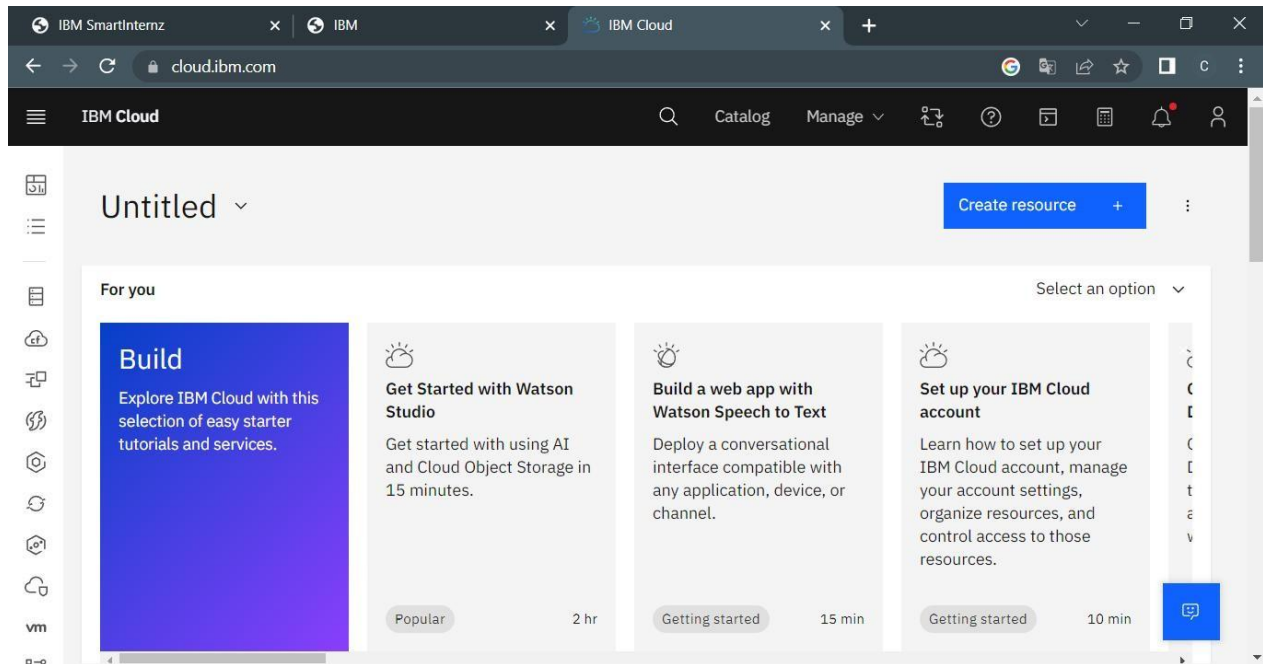 IBM SmartInternz
IBM
IBM Cloud
cloud.ibm.com
C
IBM Cloud
Catalog
Manage
Untitled
Create resource +
For you
Select an option
Build
Explore IBM Cloud with this
selection of easy starter
tutorials and services.
Get Started with Watson
Studio
Get started with using AI
and Cloud Object Storage in
15 minutes.
Popular
2 hr
Build a web app with
Watson Speech to Text
Deploy a conversational
interface compatible with
any application, device, or
channel.
Getting started
15 min
Set up your IBM Cloud
account
Learn how to set up your
IBM Cloud account, manage
your account settings,
organize resources, and
control access to those
resources.
Getting started
10 min
cf
vm